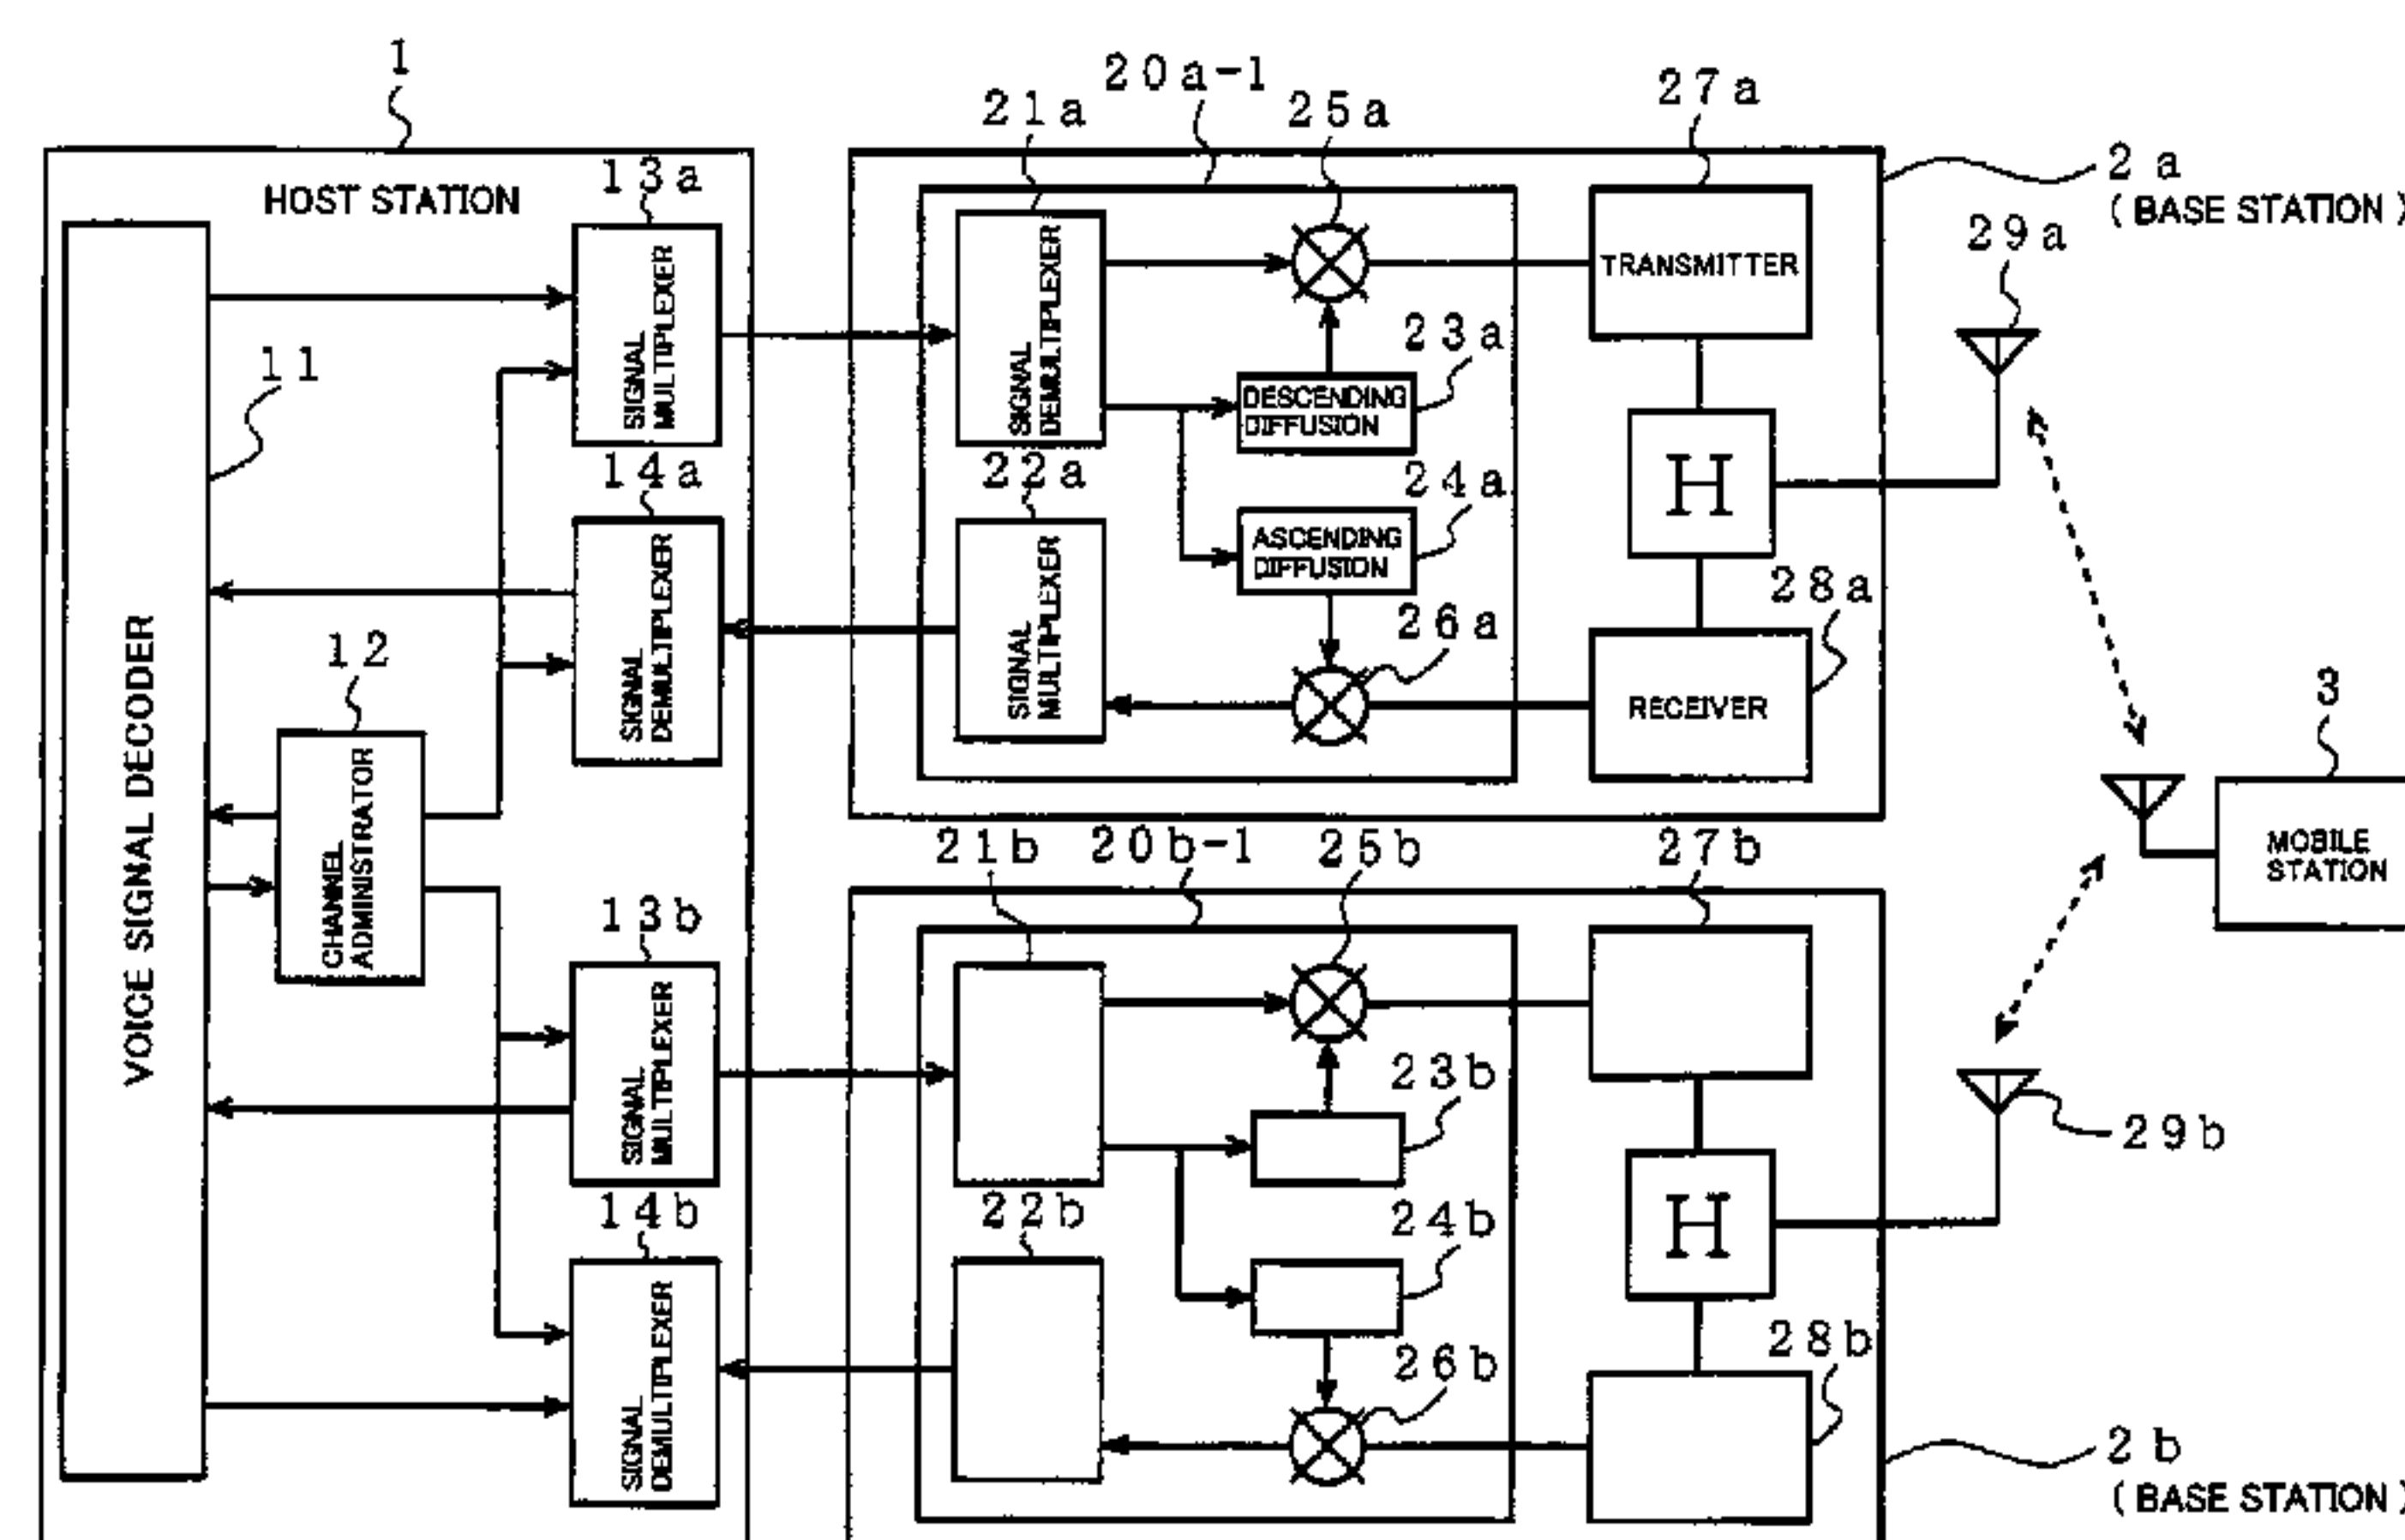 1
HOST STATION
11
VOICE SIGNAL DECODER
12
CHANNEL
ADMINISTRATOR
13a
SIGNAL
MULTIPLEXER
14a
SIGNAL
DEMULTIPLEXER
13b
SIGNAL
MULTIPLEXER
14b
SIGNAL
DEMULTIPLEXER
20a-1
21a
SIGNAL
DEMULTIPLEXER
22a
SIGNAL
MULTIPLEXER
25a
23a
DESCENDING
DIFFUSION
24a
ASCENDING
DIFFUSION
26a
27a
TRANSMITTER
H
28a
RECEIVER
2a
(BASE STATION)
29a
3
MOBILE
STATION
21b
20b-1
25b
27b
23b
22b
24b
26b
H
28b
29b
2b
(BASE STATION)